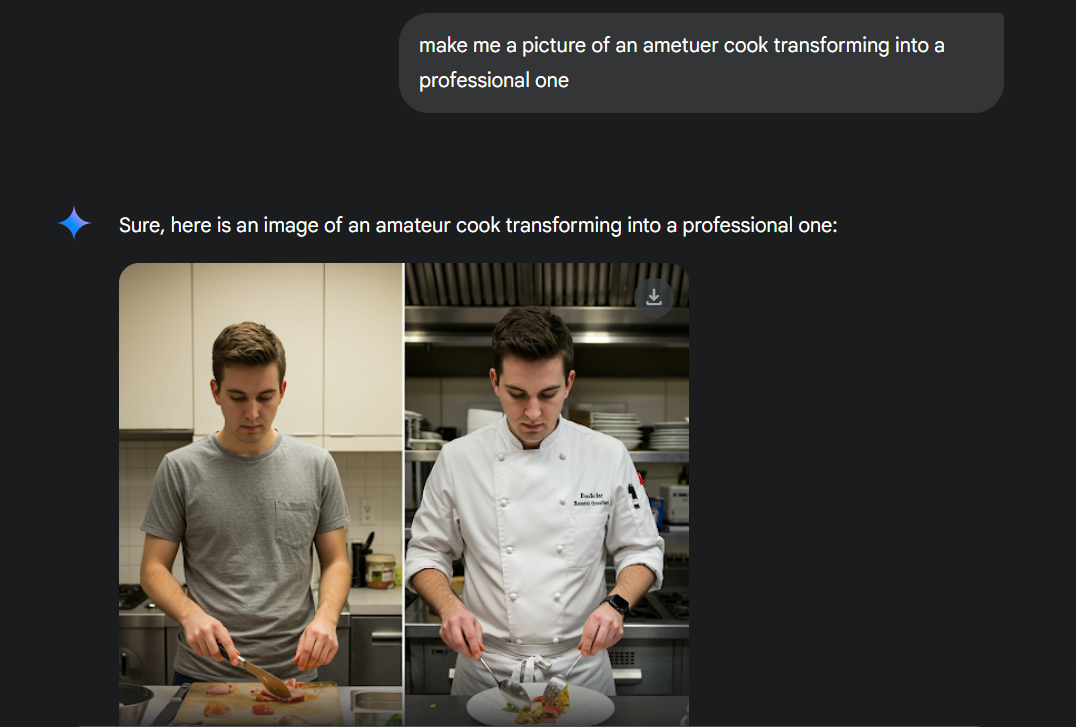 make me a picture of an ametuer cook transforming into a
professional one
Sure, here is an image of an amateur cook transforming into a professional one: